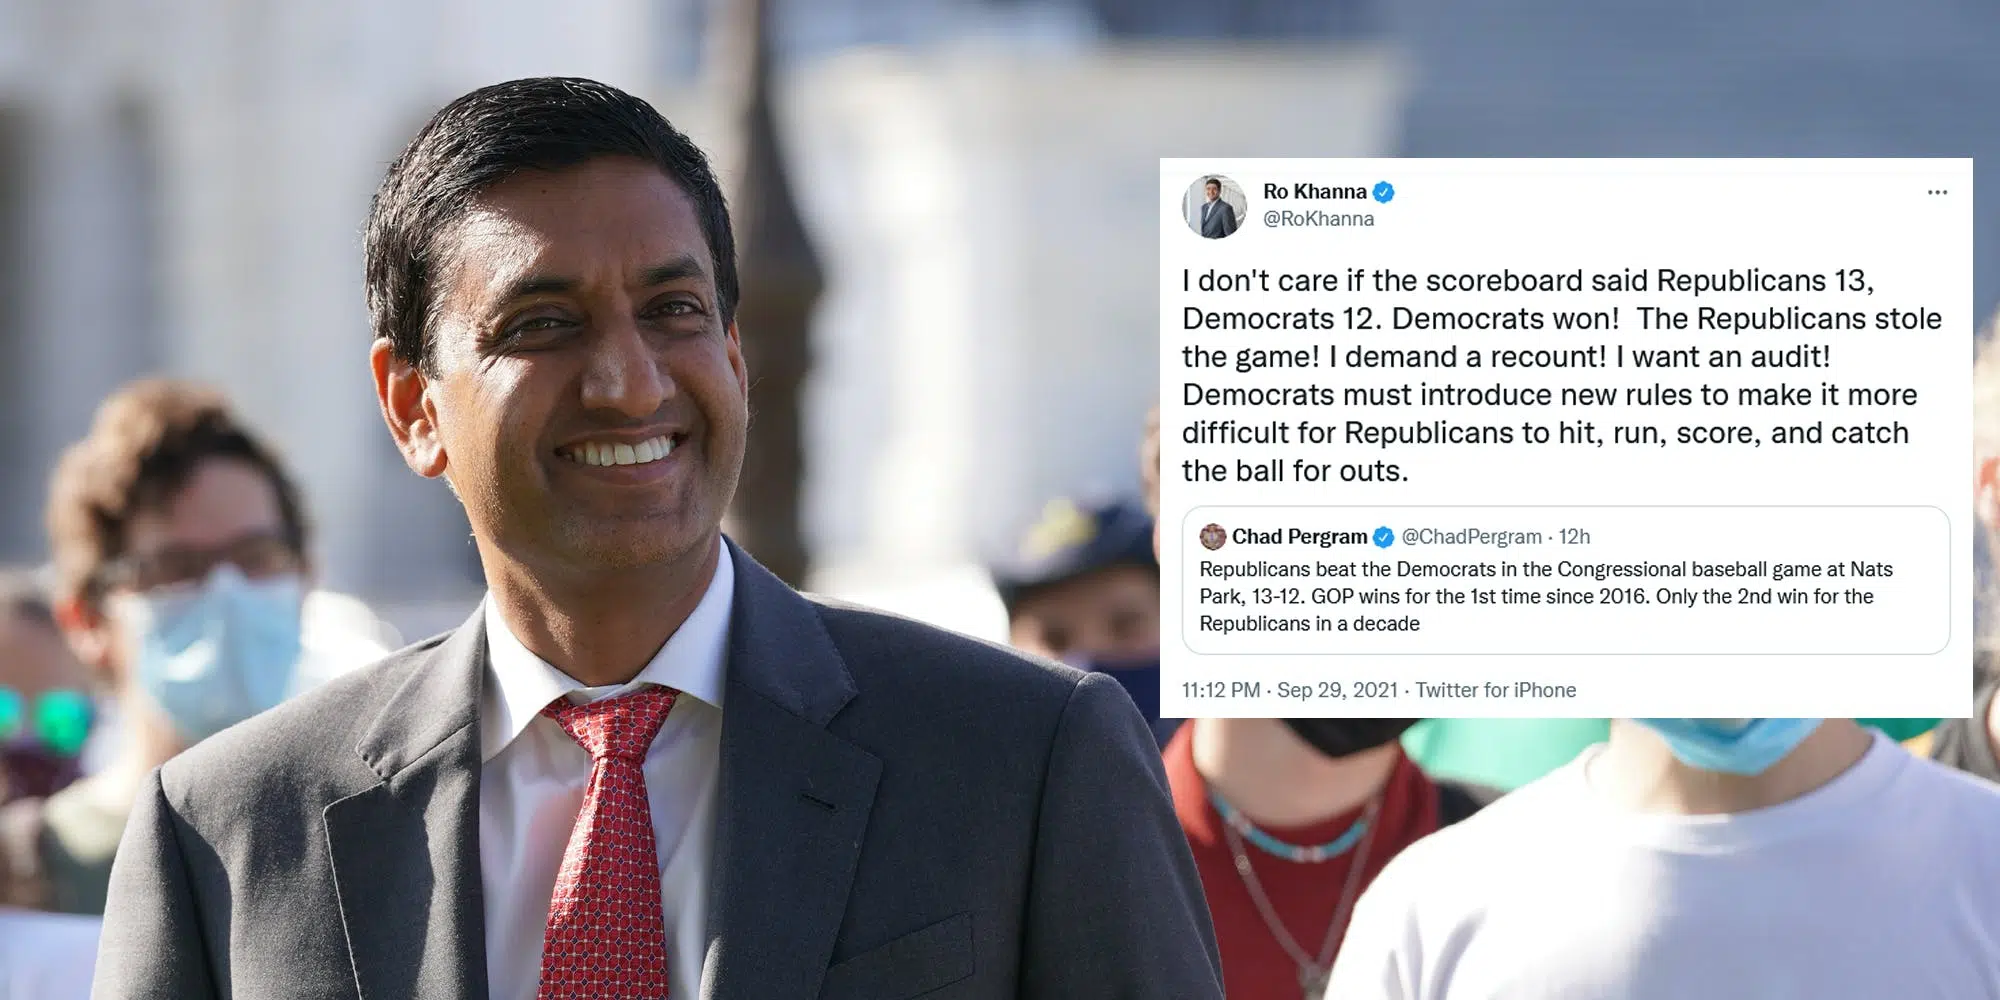 Ro Khanna
@RoKhanna
I don't care if the scoreboard said Republicans 13,
Democrats 12. Democrats won!  The Republicans stole
the game! I demand a recount! I want an audit!
Democrats must introduce new rules to make it more
difficult for Republicans to hit, run, score, and catch
the ball for outs.
Chad Pergram @ChadPergram · 12h
Republicans beat the Democrats in the Congressional baseball game at Nats
Park, 13-12. GOP wins for the 1st time since 2016. Only the 2nd win for the
Republicans in a decade
11:12 PM · Sep 29, 2021 · Twitter for iPhone